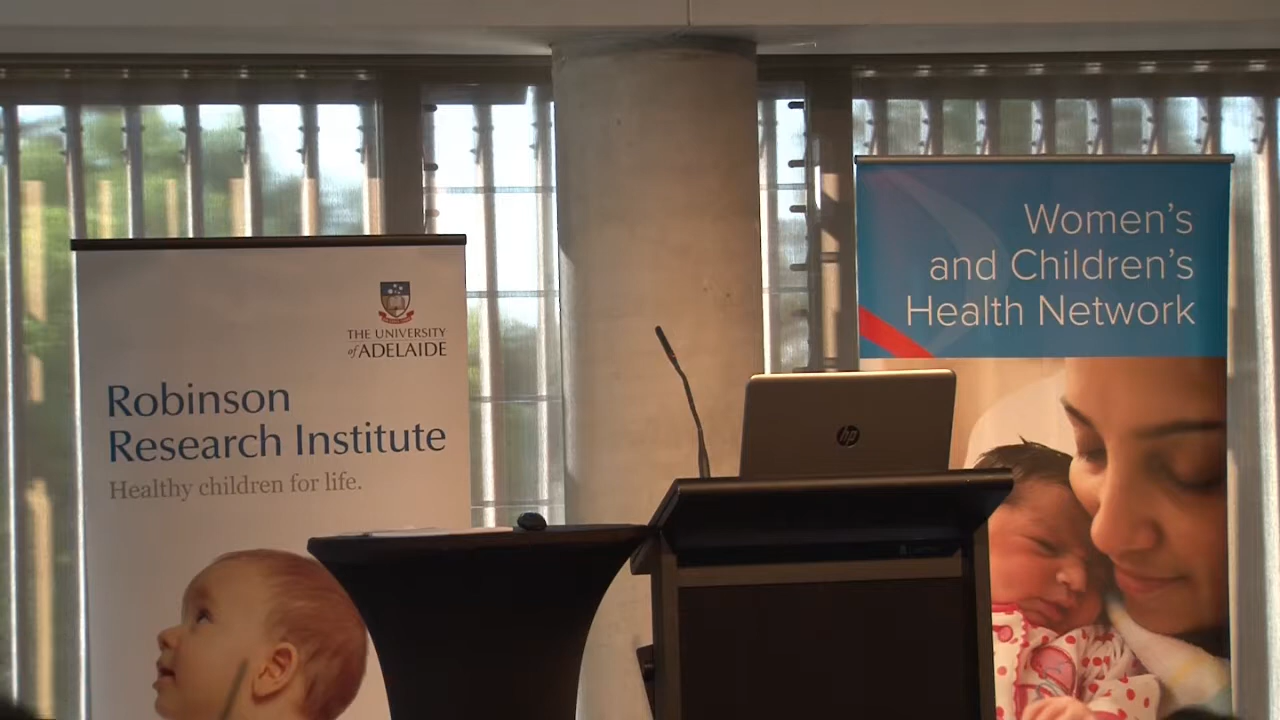 THE UNIVERSITY
of ADELAIDE
Robinson
Research Institute
Healthy children for life.
hp
Women's
and Children's
Health Network